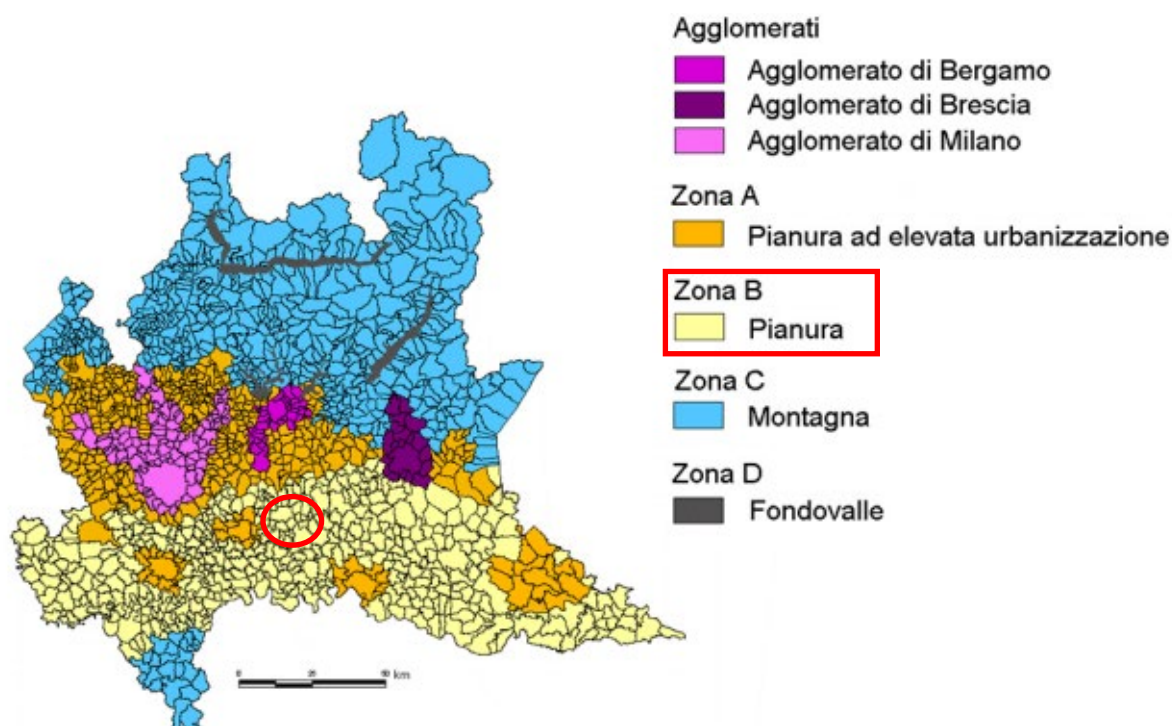 Agglomerati
Agglomerato di Bergamo
Agglomerato di Brescia
Agglomerato di Milano
Zona A
Pianura ad elevata urbanizzazione
Zona B
Pianura
Zona C
Montagna
Zona D
Fondovalle
km